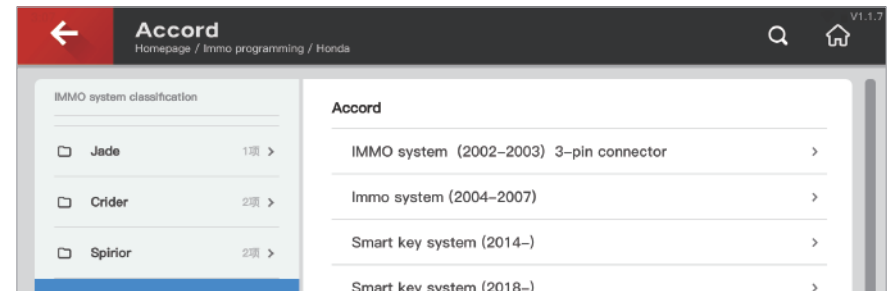 Accord
V1.1.7
Homepage / Immo programming / Honda
IMMO system classification
Jade 1项
Crider 2项
Spirior 2项
Accord
IMMO system (2002-2003) 3-pin connector
Immo system (2004-2007)
Smart key system (2014-)
Smart key system (2018-)